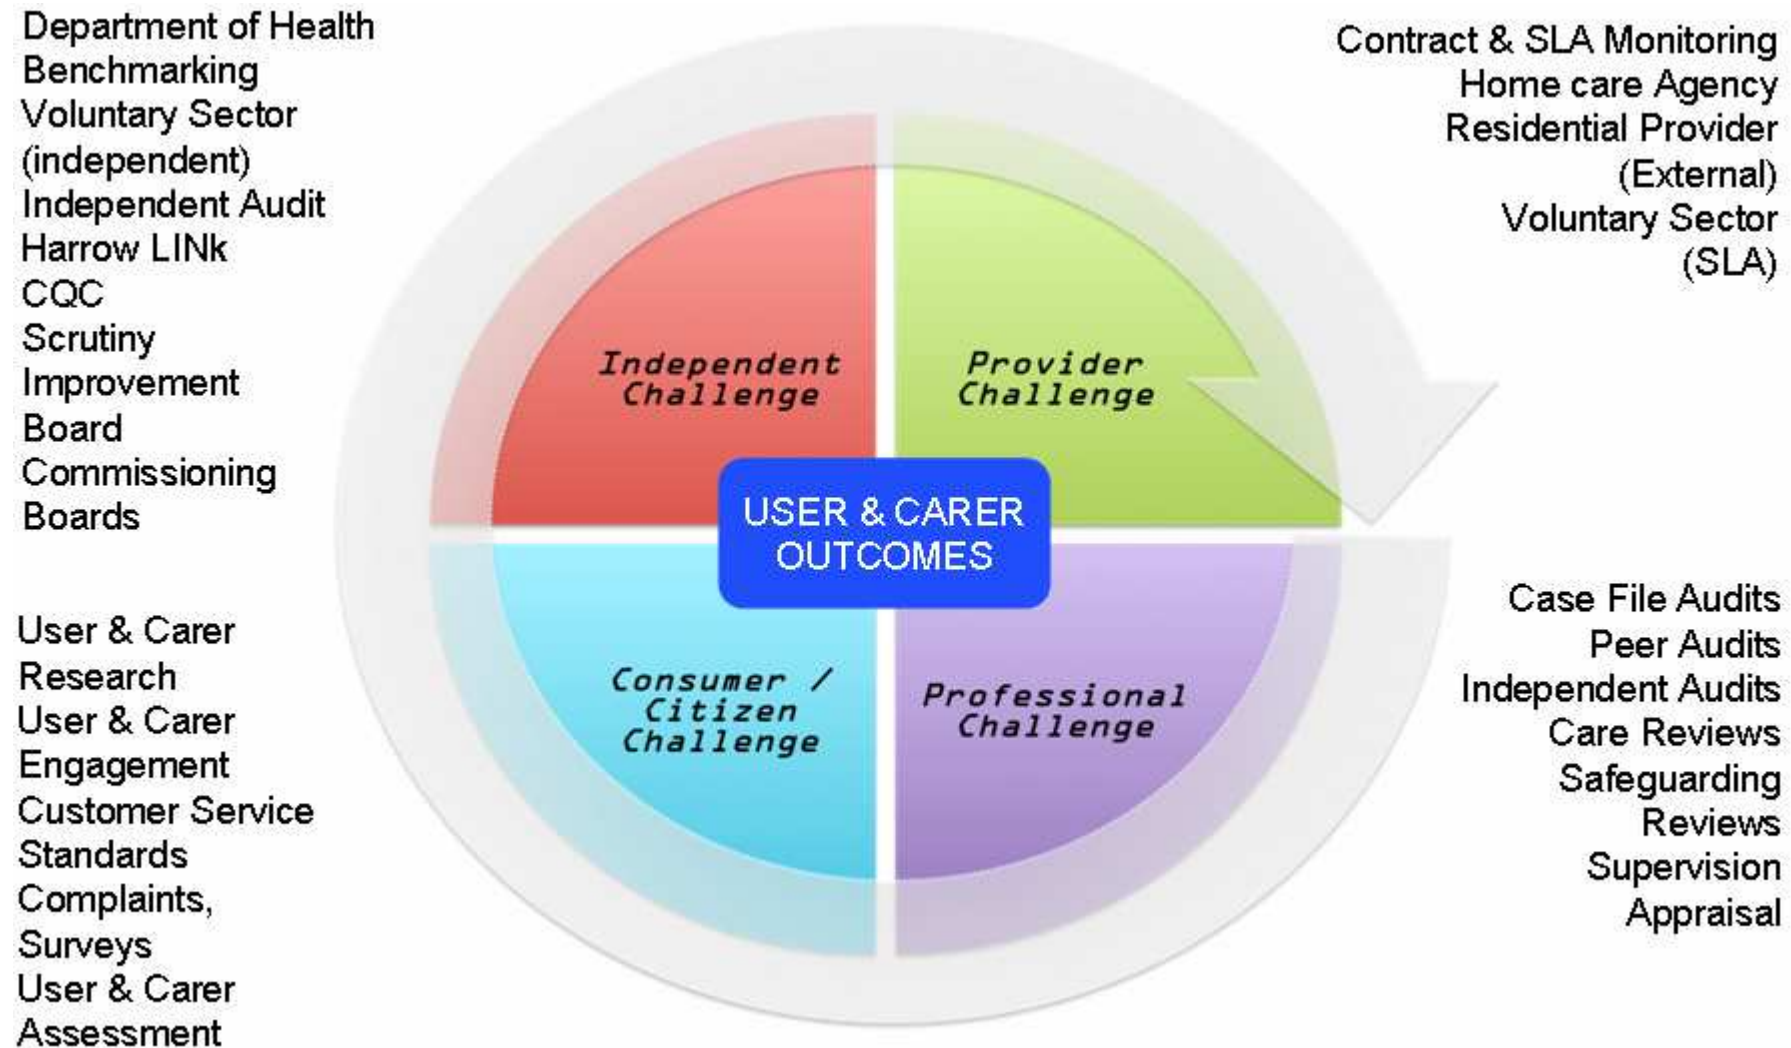 Department of Health
Benchmarking
Voluntary Sector
(independent)
Independent Audit
Harrow LINk
CQC
Scrutiny
Improvement
Board
Commissioning
Boards
Contract & SLA Monitoring
Home care Agency
Residential Provider
(External)
Voluntary Sector
(SLA)
Independent
Challenge
Provider
Challenge
USER & CARER
OUTCOMES
Consumer /
Citizen
Challenge
Professional
Challenge
User & Carer
Research
User & Carer
Engagement
Customer Service
Standards
Complaints,
Surveys
User & Carer
Assessment
Case File Audits
Peer Audits
Independent Audits
Care Reviews
Safeguarding
Reviews
Supervision
Appraisal